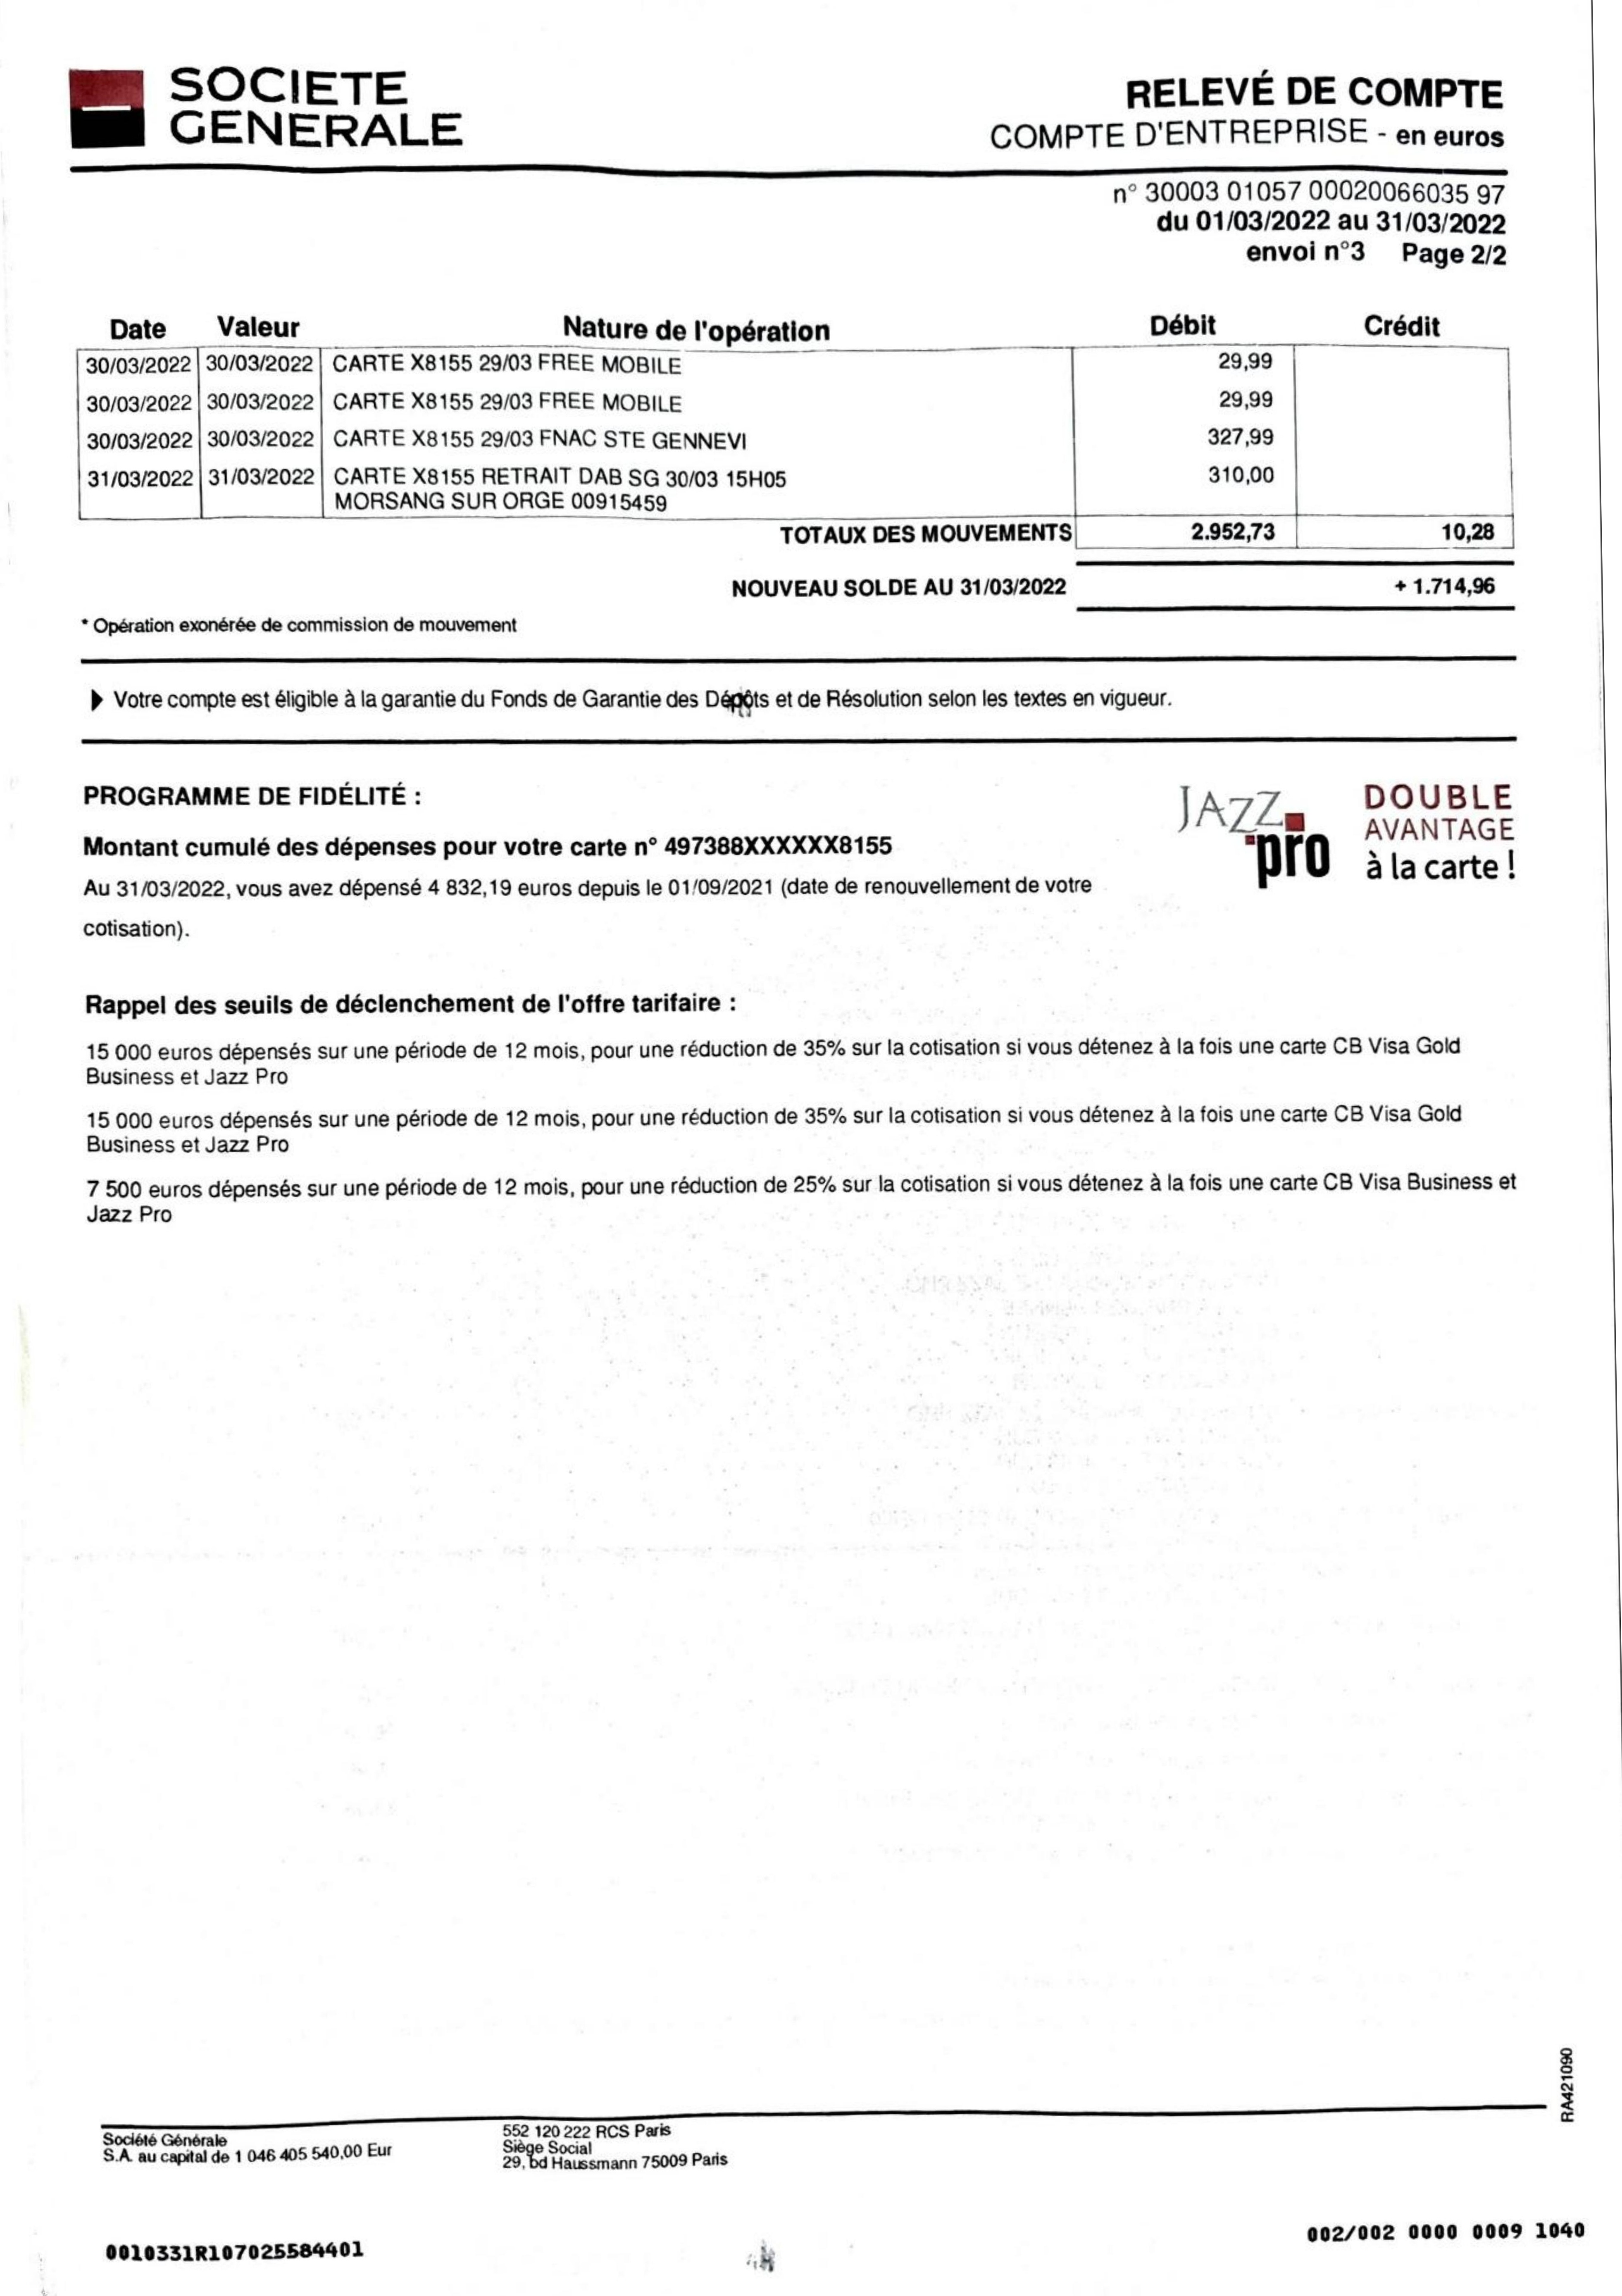 SOCIETE
GENERALE
RELEVÉ DE COMPTE
COMPTE D'ENTREPRISE - en euros
n° 30003 01057 00020066035 97
du 01/03/2022 au 31/03/2022
envoi n°3 Page 2/2
Date Valeur Nature de l'opération Débit Crédit
30/03/2022 30/03/2022 CARTE X8155 29/03 FREE MOBILE 29,99
30/03/2022 30/03/2022 CARTE X8155 29/03 FREE MOBILE 29,99
30/03/2022 30/03/2022 CARTE X8155 29/03 FNAC STE GENNEVI 327,99
31/03/2022 31/03/2022 CARTE X8155 RETRAIT DAB SG 30/03 15H05 310,00
MORSANG SUR ORGE 00915459
TOTAUX DES MOUVEMENTS 2.952,73 10,28
NOUVEAU SOLDE AU 31/03/2022 + 1.714,96
* Opération exonérée de commission de mouvement
Votre compte est éligible à la garantie du Fonds de Garantie des Dépôts et de Résolution selon les textes en vigueur.
PROGRAMME DE FIDÉLITÉ :
Montant cumulé des dépenses pour votre carte n° 497388XXXXXX8155
Au 31/03/2022, vous avez dépensé 4 832,19 euros depuis le 01/09/2021 (date de renouvellement de votre
cotisation).
JAZZ
pro
DOUBLE
AVANTAGE
à la carte !
Rappel des seuils de déclenchement de l'offre tarifaire :
15 000 euros dépensés sur une période de 12 mois, pour une réduction de 35% sur la cotisation si vous détenez à la fois une carte CB Visa Gold
Business et Jazz Pro
15 000 euros dépensés sur une période de 12 mois, pour une réduction de 35% sur la cotisation si vous détenez à la fois une carte CB Visa Gold
Business et Jazz Pro
7 500 euros dépensés sur une période de 12 mois, pour une réduction de 25% sur la cotisation si vous détenez à la fois une carte CB Visa Business et
Jazz Pro
RA421090
Société Générale
S.A. au capital de 1 046 405 540,00 Eur
552 120 222 RCS Paris
Siège Social
29, bd Haussmann 75009 Paris
0010331R107025584401
002/002 0000 0009 1040